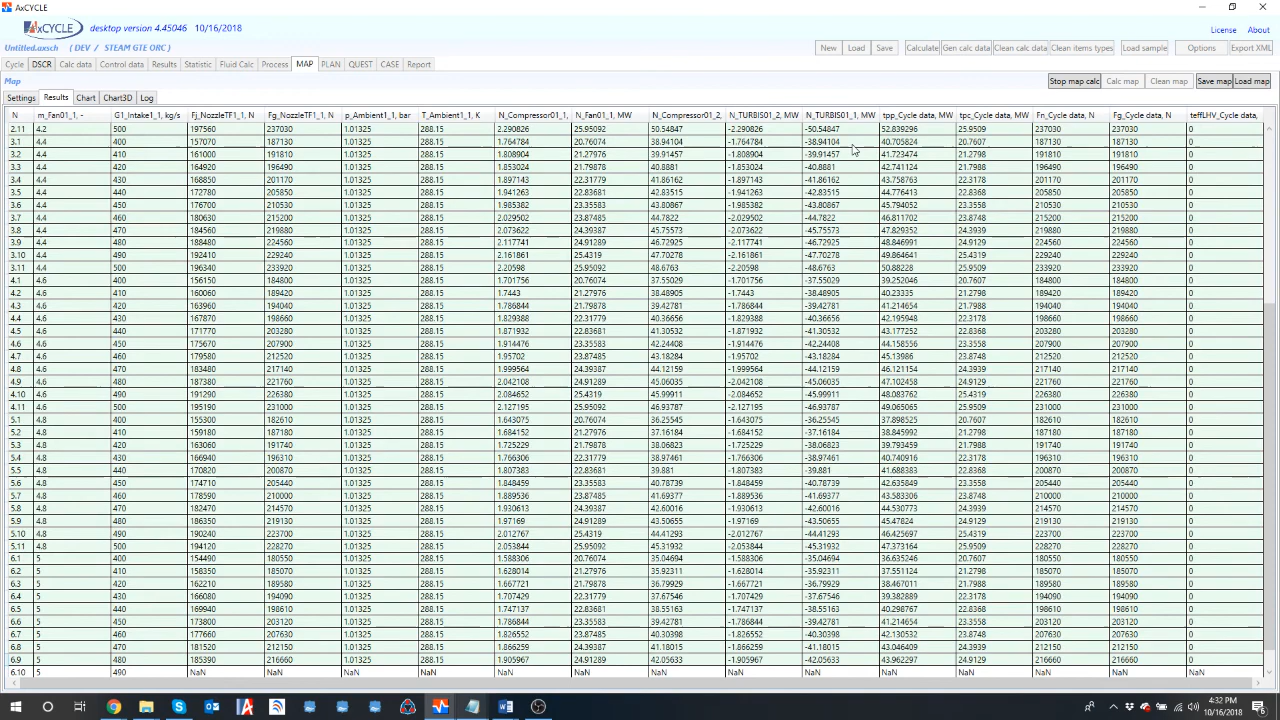 AxCYCLE
AxCYCLE desktop version 4.45046 10/16/2018 License About
Untitled.axsch ( DEV / STEAM GTE ORC ) New Load Save Calculate Gen calc data Clean calc data Clean items types Load sample Options Export XML
Cycle DSCR Calc data Control data Results Statistic Fluid Calc Process MAP PLAN QUEST CASE Report
Map Stop map calc Calc map Clean map Save map Load map
Settings Results Chart Chart3D Log
N m_Fan01_1, - G1_Intake1_1, kg/s Fj_NozzleTF1_1, N Fg_NozzleTF1_1, N p_Ambient1_1, bar T_Ambient1_1, K N_Compressor01_1, N_Fan01_1, MW N_Compressor01_2, N_TURBIS01_2, MW N_TURBIS01_1, MW tpp_Cycle data, MW tpc_Cycle data, MW Fn_Cycle data, N Fg_Cycle data, N teffLHV_Cycle data,
2.11 4.2 500 197560 237030 1.01325 288.15 2.290826 25.95092 50.54847 -2.290826 -50.54847 52.839296 25.9509 237030 237030 0
3.1 4.4 400 157070 187130 1.01325 288.15 1.764784 20.76074 38.94104 -1.764784 -38.94104 40.705824 20.7607 187130 187130 0
3.2 4.4 410 161000 191810 1.01325 288.15 1.808904 21.27976 39.91457 -1.808904 -39.91457 41.723474 21.2798 191810 191810 0
3.3 4.4 420 164920 196490 1.01325 288.15 1.853024 21.79878 40.8881 -1.853024 -40.8881 42.741124 21.7988 196490 196490 0
3.4 4.4 430 168850 201170 1.01325 288.15 1.897143 22.31779 41.86162 -1.897143 -41.86162 43.758763 22.3178 201170 201170 0
3.5 4.4 440 172780 205850 1.01325 288.15 1.941263 22.83681 42.83515 -1.941263 -42.83515 44.776413 22.8368 205850 205850 0
3.6 4.4 450 176700 210530 1.01325 288.15 1.985382 23.35583 43.80867 -1.985382 -43.80867 45.794052 23.3558 210530 210530 0
3.7 4.4 460 180630 215200 1.01325 288.15 2.029502 23.87485 44.7822 -2.029502 -44.7822 46.811702 23.8748 215200 215200 0
3.8 4.4 470 184560 219880 1.01325 288.15 2.073622 24.39387 45.75573 -2.073622 -45.75573 47.829352 24.3939 219880 219880 0
3.9 4.4 480 188480 224560 1.01325 288.15 2.117741 24.91289 46.72925 -2.117741 -46.72925 48.846991 24.9129 224560 224560 0
3.10 4.4 490 192410 229240 1.01325 288.15 2.161861 25.4319 47.70278 -2.161861 -47.70278 49.864641 25.4319 229240 229240 0
3.11 4.4 500 196340 233920 1.01325 288.15 2.20598 25.95092 48.6763 -2.20598 -48.6763 50.88228 25.9509 233920 233920 0
4.1 4.6 400 156150 184800 1.01325 288.15 1.701756 20.76074 37.55029 -1.701756 -37.55029 39.252046 20.7607 184800 184800 0
4.2 4.6 410 160060 189420 1.01325 288.15 1.7443 21.27976 38.48905 -1.7443 -38.48905 40.23335 21.2798 189420 189420 0
4.3 4.6 420 163960 194040 1.01325 288.15 1.786844 21.79878 39.42781 -1.786844 -39.42781 41.214654 21.7988 194040 194040 0
4.4 4.6 430 167870 198660 1.01325 288.15 1.829388 22.31779 40.36656 -1.829388 -40.36656 42.195948 22.3178 198660 198660 0
4.5 4.6 440 171770 203280 1.01325 288.15 1.871932 22.83681 41.30532 -1.871932 -41.30532 43.177252 22.8368 203280 203280 0
4.6 4.6 450 175670 207900 1.01325 288.15 1.914476 23.35583 42.24408 -1.914476 -42.24408 44.158556 23.3558 207900 207900 0
4.7 4.6 460 179580 212520 1.01325 288.15 1.95702 23.87485 43.18284 -1.95702 -43.18284 45.13986 23.8748 212520 212520 0
4.8 4.6 470 183480 217140 1.01325 288.15 1.999564 24.39387 44.12159 -1.999564 -44.12159 46.121154 24.3939 217140 217140 0
4.9 4.6 480 187380 221760 1.01325 288.15 2.042108 24.91289 45.06035 -2.042108 -45.06035 47.102458 24.9129 221760 221760 0
4.10 4.6 490 191290 226380 1.01325 288.15 2.084652 25.4319 45.99911 -2.084652 -45.99911 48.083762 25.4319 226380 226380 0
4.11 4.6 500 195190 231000 1.01325 288.15 2.127195 25.95092 46.93787 -2.127195 -46.93787 49.065065 25.9509 231000 231000 0
5.1 4.8 400 155300 182610 1.01325 288.15 1.643075 20.76074 36.25545 -1.643075 -36.25545 37.898525 20.7607 182610 182610 0
5.2 4.8 410 159180 187180 1.01325 288.15 1.684152 21.27976 37.16184 -1.684152 -37.16184 38.845992 21.2798 187180 187180 0
5.3 4.8 420 163060 191740 1.01325 288.15 1.725229 21.79878 38.06823 -1.725229 -38.06823 39.793459 21.7988 191740 191740 0
5.4 4.8 430 166940 196310 1.01325 288.15 1.766306 22.31779 38.97461 -1.766306 -38.97461 40.740916 22.3178 196310 196310 0
5.5 4.8 440 170820 200870 1.01325 288.15 1.807383 22.83681 39.881 -1.807383 -39.881 41.688383 22.8368 200870 200870 0
5.6 4.8 450 174710 205440 1.01325 288.15 1.848459 23.35583 40.78739 -1.848459 -40.78739 42.635849 23.3558 205440 205440 0
5.7 4.8 460 178590 210000 1.01325 288.15 1.889536 23.87485 41.69377 -1.889536 -41.69377 43.583306 23.8748 210000 210000 0
5.8 4.8 470 182470 214570 1.01325 288.15 1.930613 24.39387 42.60016 -1.930613 -42.60016 44.530773 24.3939 214570 214570 0
5.9 4.8 480 186350 219130 1.01325 288.15 1.97169 24.91289 43.50655 -1.97169 -43.50655 45.47824 24.9129 219130 219130 0
5.10 4.8 490 190240 223700 1.01325 288.15 2.012767 25.4319 44.41293 -2.012767 -44.41293 46.425697 25.4319 223700 223700 0
5.11 4.8 500 194120 228270 1.01325 288.15 2.053844 25.95092 45.31932 -2.053844 -45.31932 47.373164 25.9509 228270 228270 0
6.1 5 400 154490 180550 1.01325 288.15 1.588306 20.76074 35.04694 -1.588306 -35.04694 36.635246 20.7607 180550 180550 0
6.2 5 410 158350 185070 1.01325 288.15 1.628014 21.27976 35.92311 -1.628014 -35.92311 37.551124 21.2798 185070 185070 0
6.3 5 420 162210 189580 1.01325 288.15 1.667721 21.79878 36.79929 -1.667721 -36.79929 38.467011 21.7988 189580 189580 0
6.4 5 430 166080 194090 1.01325 288.15 1.707429 22.31779 37.67546 -1.707429 -37.67546 39.382889 22.3178 194090 194090 0
6.5 5 440 169940 198610 1.01325 288.15 1.747137 22.83681 38.55163 -1.747137 -38.55163 40.298767 22.8368 198610 198610 0
6.6 5 450 173800 203120 1.01325 288.15 1.786844 23.35583 39.42781 -1.786844 -39.42781 41.214654 23.3558 203120 203120 0
6.7 5 460 177660 207630 1.01325 288.15 1.826552 23.87485 40.30398 -1.826552 -40.30398 42.130532 23.8748 207630 207630 0
6.8 5 470 181520 212150 1.01325 288.15 1.866259 24.39387 41.18015 -1.866259 -41.18015 43.046409 24.3939 212150 212150 0
6.9 5 480 185390 216660 1.01325 288.15 1.905967 24.91289 42.05633 -1.905967 -42.05633 43.962297 24.9129 216660 216660 0
6.10 5 490 NaN NaN NaN NaN NaN NaN NaN NaN NaN NaN NaN NaN NaN NaN
4:32 PM
10/16/2018
6